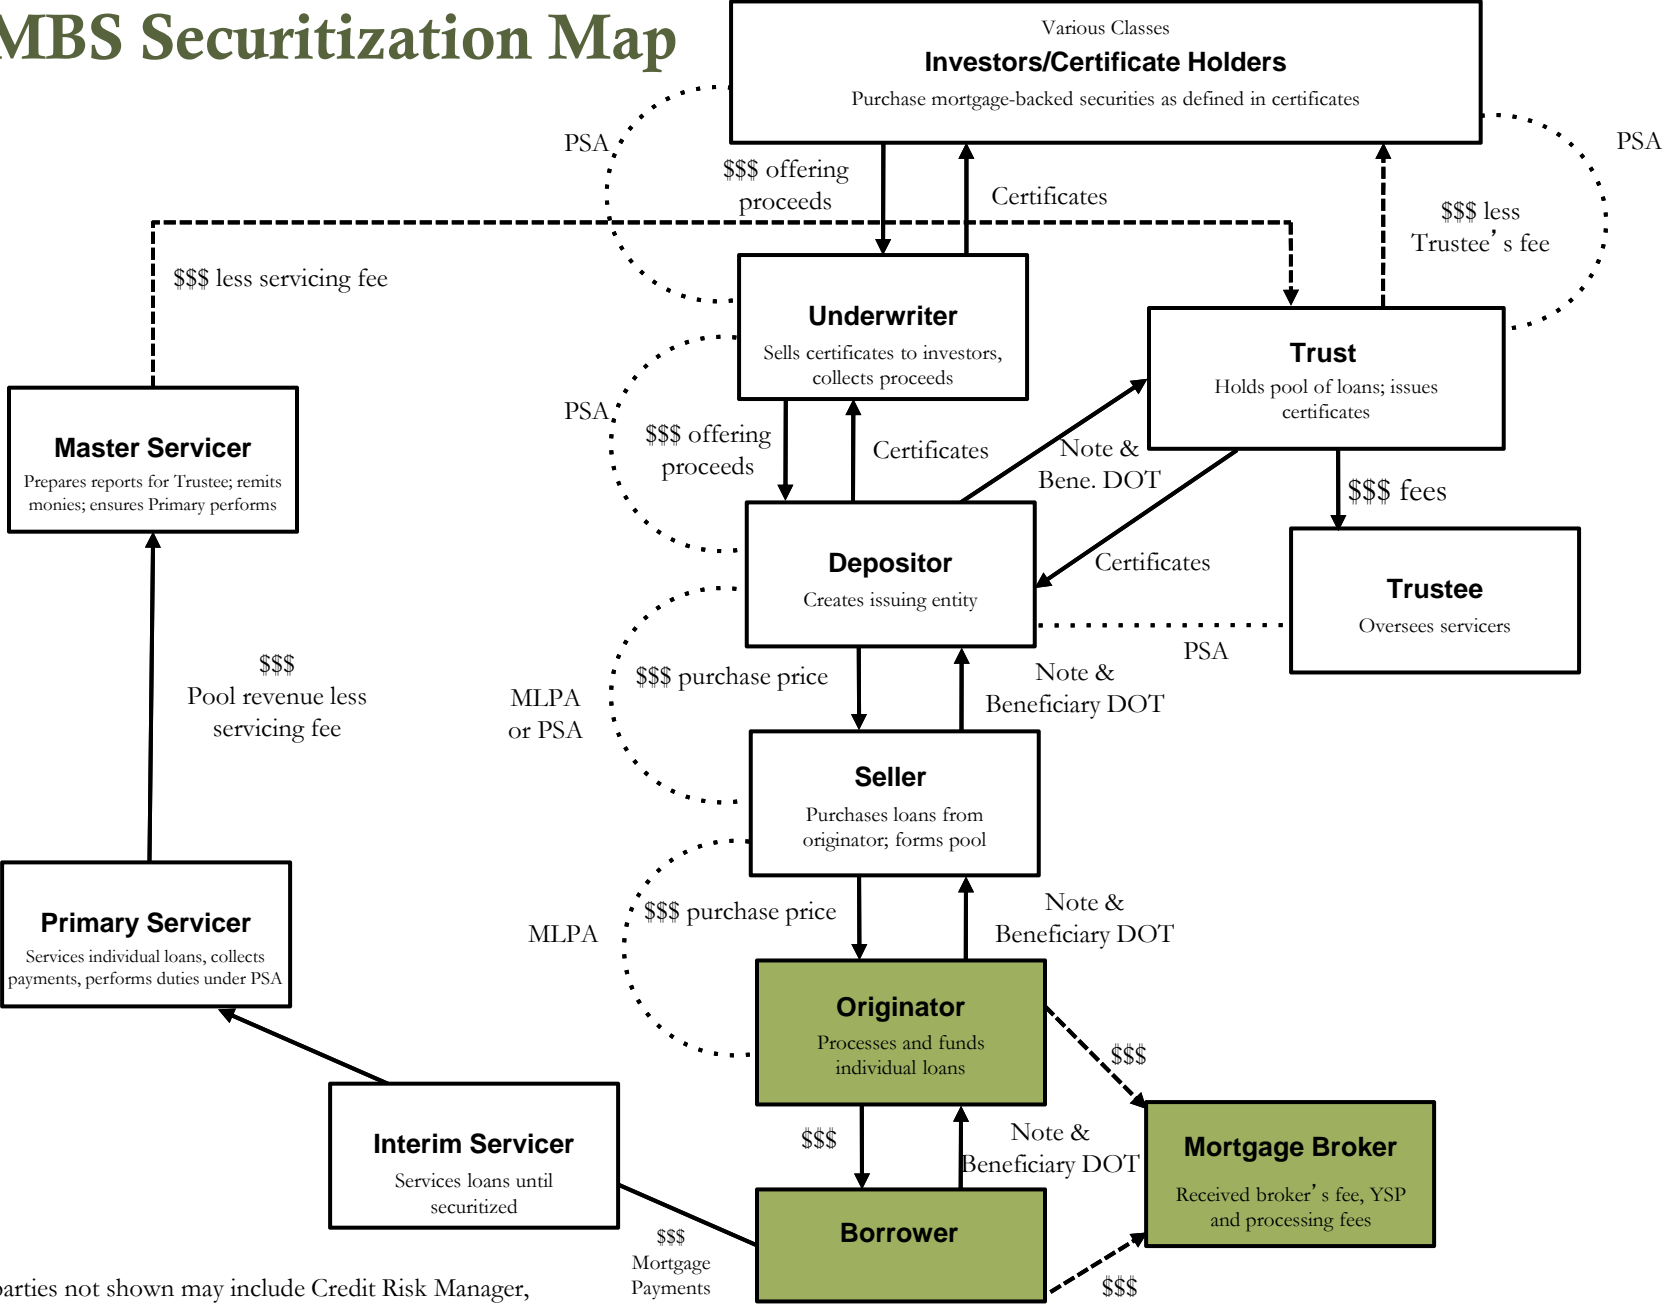 MBS Securitization Map
Various Classes
Investors/Certificate Holders
Purchase mortgage-backed securities as defined in certificates
PSA
PSA
$$$ offering
proceeds
Certificates
$$$ less
Trustee's fee
$$$ less servicing fee
Underwriter
Sells certificates to investors,
collects proceeds
Trust
Holds pool of loans; issues
certificates
PSA
$$$ offering
proceeds
Certificates
Note &
Bene. DOT
$$$ fees
Master Servicer
Prepares reports for Trustee; remits
monies; ensures Primary performs
Depositor
Creates issuing entity
Certificates
Trustee
Oversees servicers
PSA
$$$
Pool revenue less
servicing fee
MLPA
or PSA
$$$ purchase price
Note &
Beneficiary DOT
Seller
Purchases loans from
originator; forms pool
Primary Servicer
Services individual loans, collects
payments, performs duties under PSA
MLPA
$$$ purchase price
Note &
Beneficiary DOT
Originator
Processes and funds
individual loans
$$$
Interim Servicer
Services loans until
securitized
$$$
Note &
Beneficiary DOT
Mortgage Broker
Received broker's fee, YSP
and processing fees
Borrower
$$$
Mortgage
Payments
$$$
parties not shown may include Credit Risk Manager,